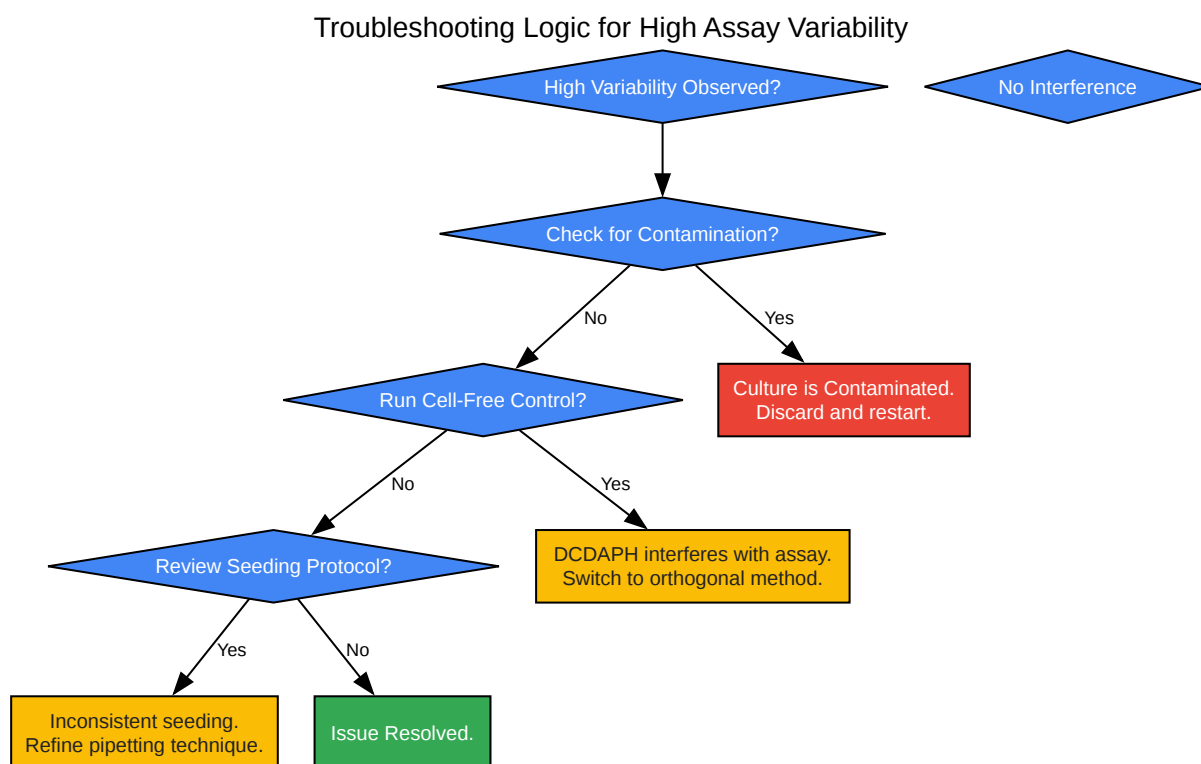 Troubleshooting Logic for High Assay Variability
High Variability Observed?
No Interference
Check for Contamination?
No
Yes
Run Cell-Free Control?
Culture is Contaminated.
Discard and restart.
No
Yes
Review Seeding Protocol?
DCDAPH interferes with assay.
Switch to orthogonal method.
Yes
No
Inconsistent seeding.
Refine pipetting technique.
Issue Resolved.